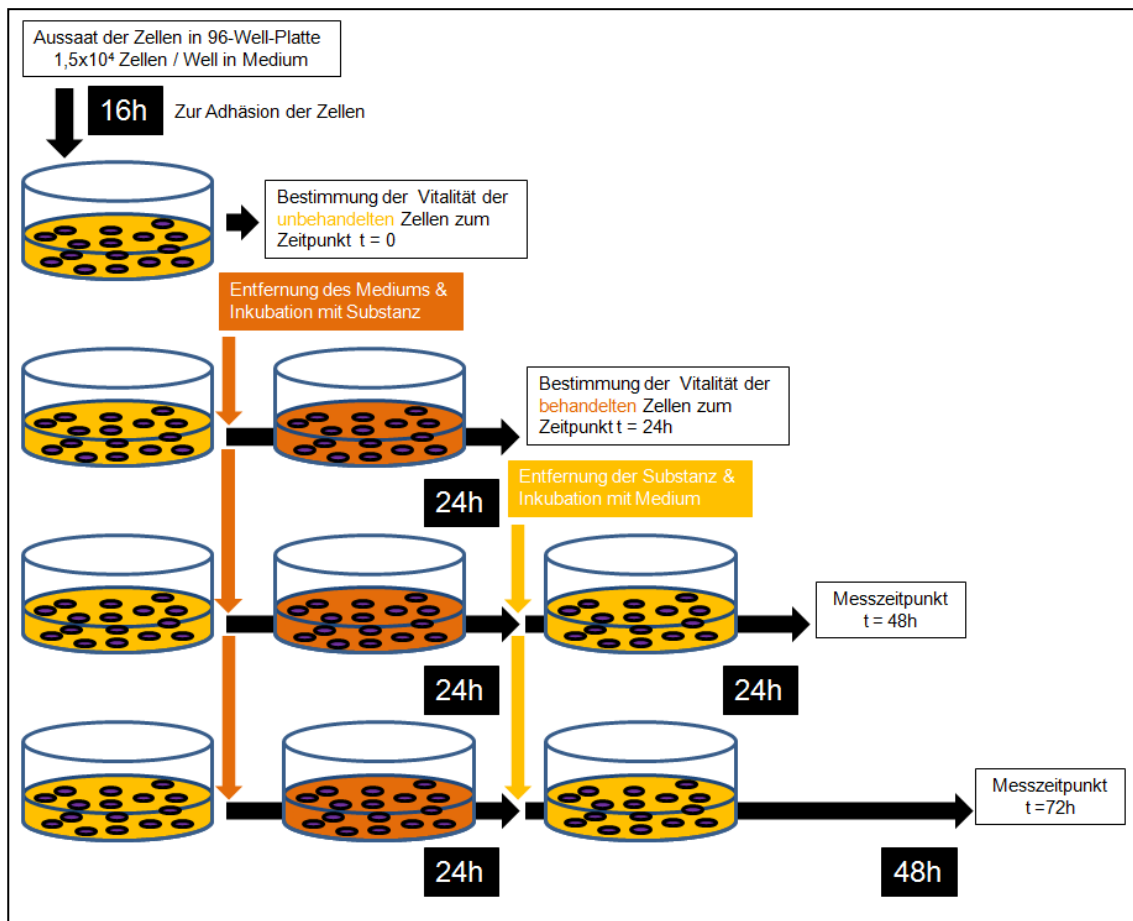 Aussaat der Zellen in 96-Well-Platte
1,5x10⁴ Zellen / Well in Medium
16h
Zur Adhäsion der Zellen
Bestimmung der Vitalität der
unbehandelten Zellen zum
Zeitpunkt t = 0
Entfernung des Mediums &
Inkubation mit Substanz
Bestimmung der Vitalität der
behandelten Zellen zum
Zeitpunkt t = 24h
24h
Entfernung der Substanz &
Inkubation mit Medium
Messzeitpunkt
t = 48h
24h
24h
Messzeitpunkt
t =72h
24h
48h